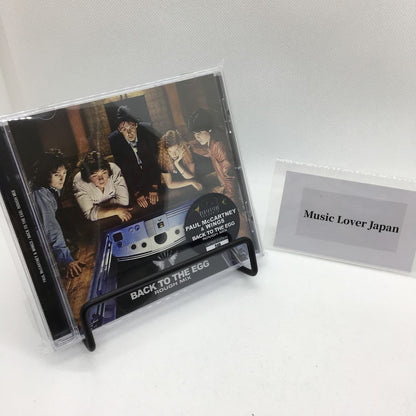 PAUL McCARTNEY
& WINGS
BACK TO THE EGG
BACK TO THE EGG
ROUGH MIX
Music Lover Japan